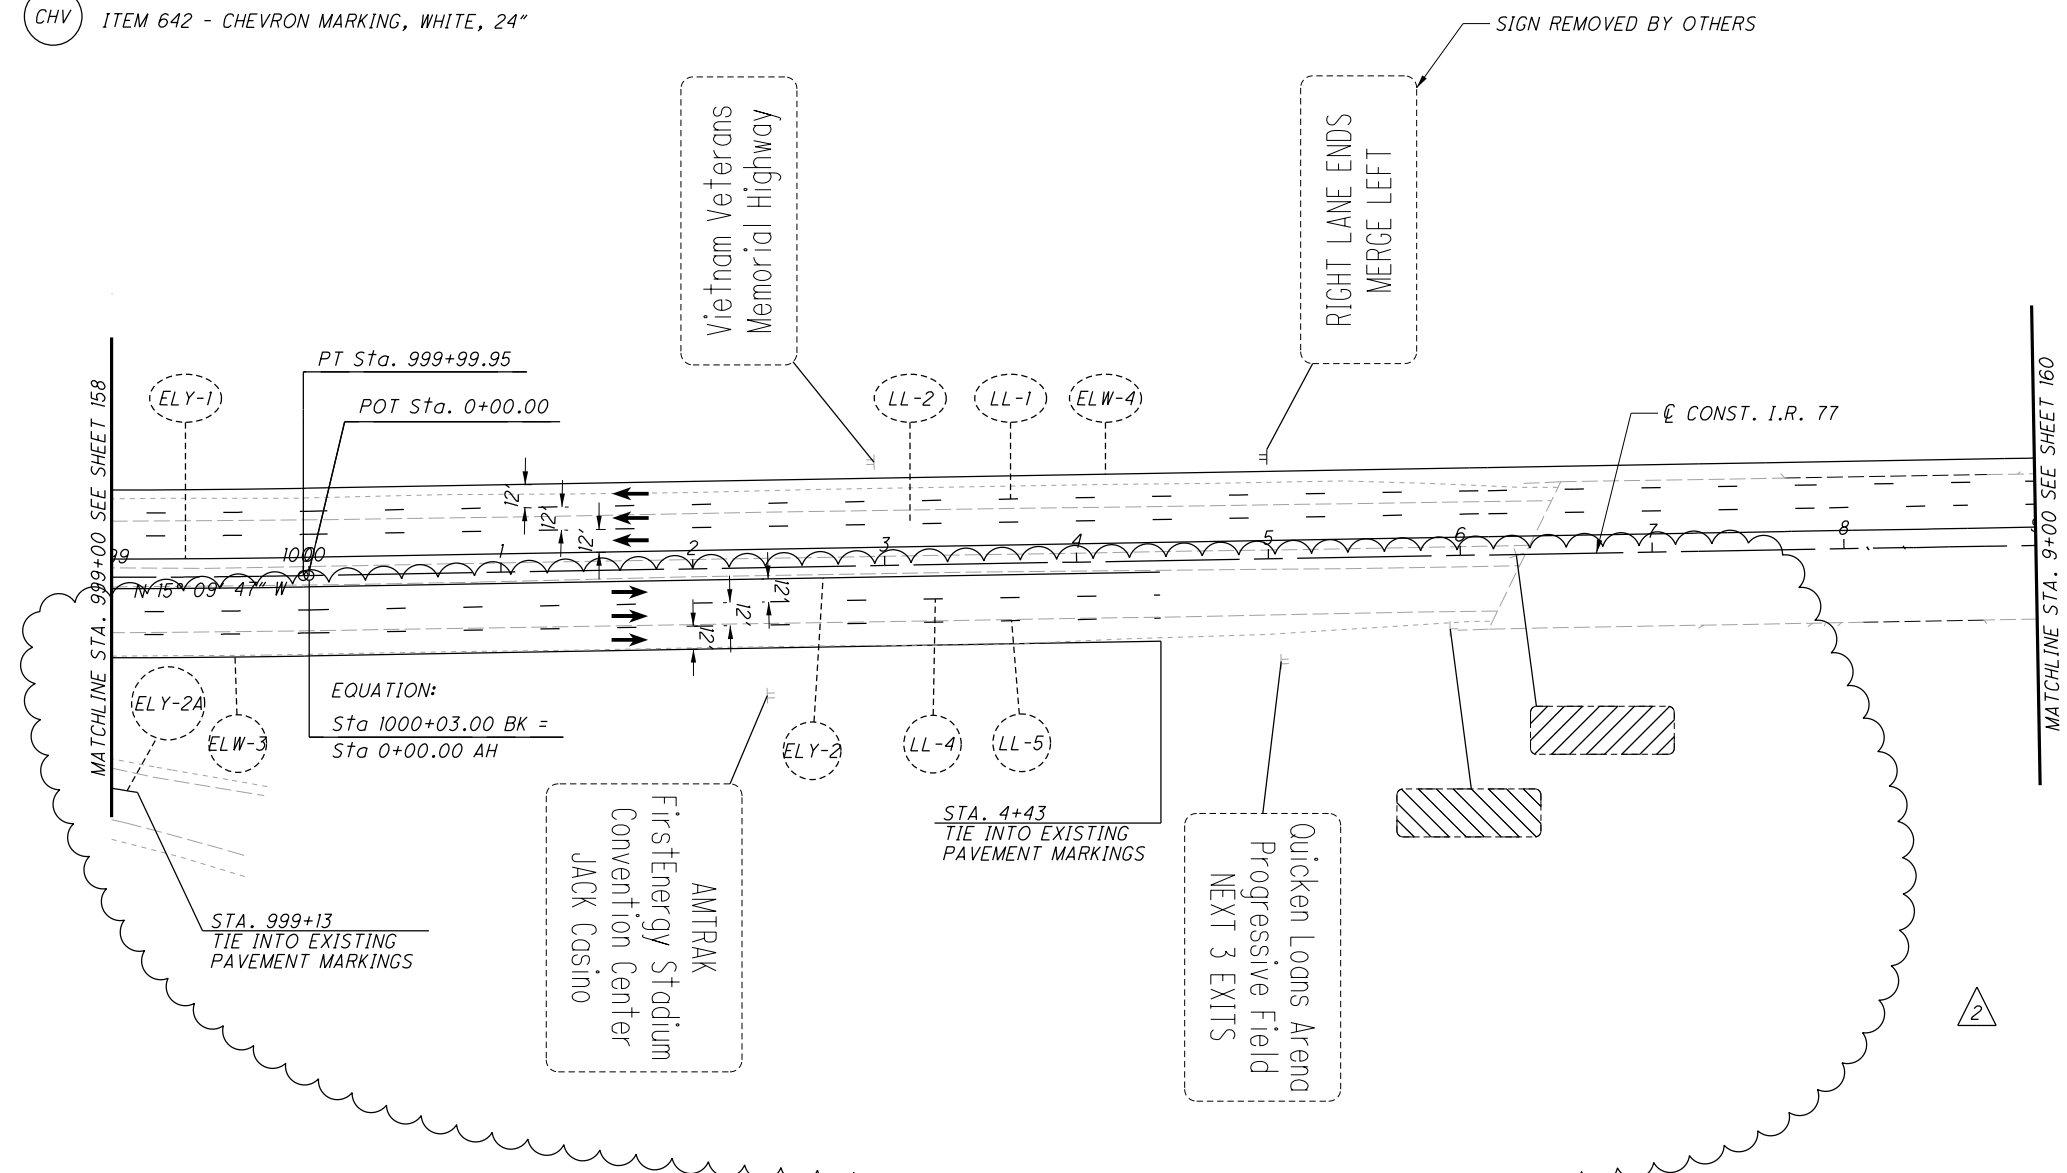 CHV
ITEM 642 - CHEVRON MARKING, WHITE, 24"
SIGN REMOVED BY OTHERS
Vietnam Veterans
Memorial Highway
RIGHT LANE ENDS
MERGE LEFT
MATCHLINE STA. 999+00 SEE SHEET 158
MATCHLINE STA. 9+00 SEE SHEET 160
PT Sta. 999+99.95
POT Sta. 0+00.00
ELY-1
LL-2
LL-1
ELW-4
℄ CONST. I.R. 77
12'
12'
12'
99
1000
1
2
3
4
5
6
7
8
N 15° 09' 47" W
12'
12'
12'
EQUATION:
Sta 1000+03.00 BK =
Sta 0+00.00 AH
ELY-2A
ELW-3
ELY-2
LL-4
LL-5
STA. 4+43
TIE INTO EXISTING
PAVEMENT MARKINGS
STA. 999+13
TIE INTO EXISTING
PAVEMENT MARKINGS
AMTRAK
FirstEnergy Stadium
Convention Center
JACK Casino
Quicken Loans Arena
Progressive Field
NEXT 3 EXITS
2